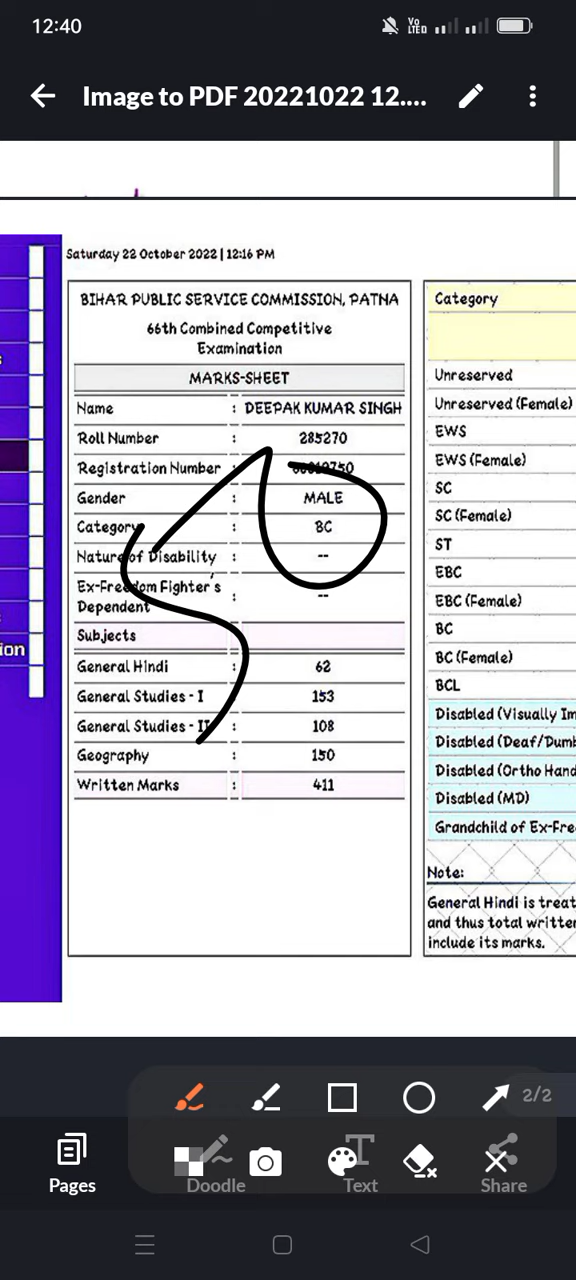 12:40
Vo LTED
Image to PDF 20221022 12....
Saturday 22 October 2022 | 12:16 PM
BIHAR PUBLIC SERVICE COMMISSION, PATNA
66th Combined Competitive
Examination
MARKS-SHEET
Name : DEEPAK KUMAR SINGH
Roll Number : 285270
Registration Number :
Gender : MALE
Category : BC
Nature of Disability : --
Ex-Freedom Fighter's
Dependent : --
Subjects
General Hindi : 62
General Studies - I : 153
General Studies - II : 108
Geography : 150
Written Marks : 411
Category
Unreserved
Unreserved (Female)
EWS
EWS (Female)
SC
SC (Female)
ST
EBC
EBC (Female)
BC
BC (Female)
BCL
Disabled (Visually Im
Disabled (Deaf/Dumb
Disabled (Ortho Hand
Disabled (MD)
Grandchild of Ex-Fre
Note:
General Hindi is treat
and thus total written
include its marks.
s
s
ion
2/2
Pages
Doodle
Text
Share